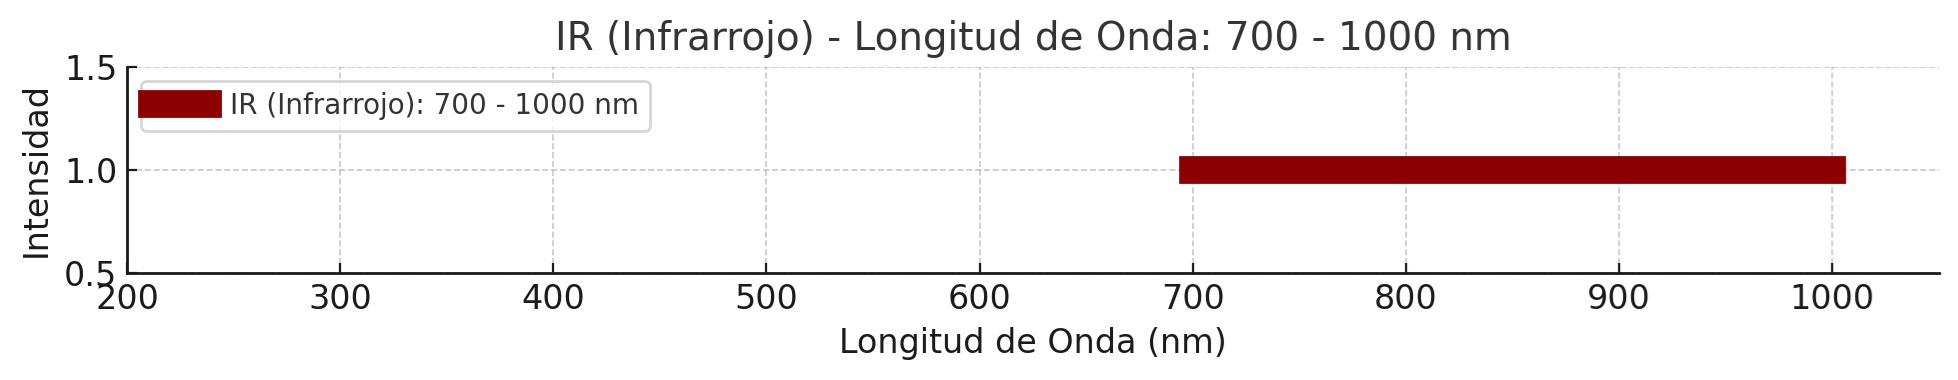 IR (Infrarrojo) - Longitud de Onda: 700 - 1000 nm
1.5
IR (Infrarrojo): 700 - 1000 nm
Intensidad
1.0
0.5
200 300 400 500 600 700 800 900 1000
Longitud de Onda (nm)